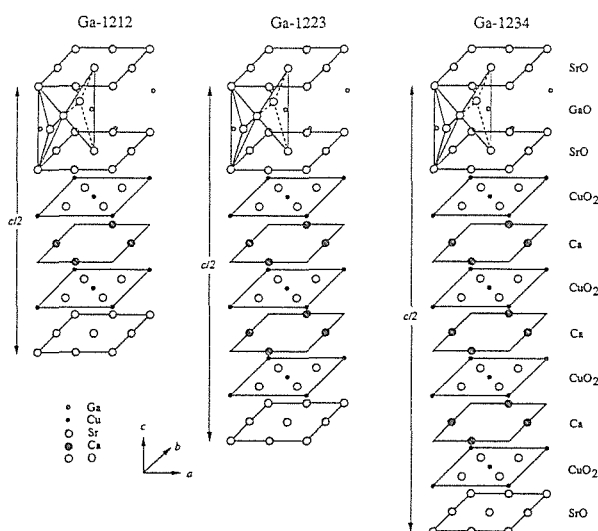 Ga-1212
Ga-1223
Ga-1234
SrO
GaO
SrO
CuO₂
Ca
CuO₂
Ca
CuO₂
Ca
CuO₂
SrO
c/2
c/2
c/2
Ga
Cu
Sr
Ca
O
c
b
a